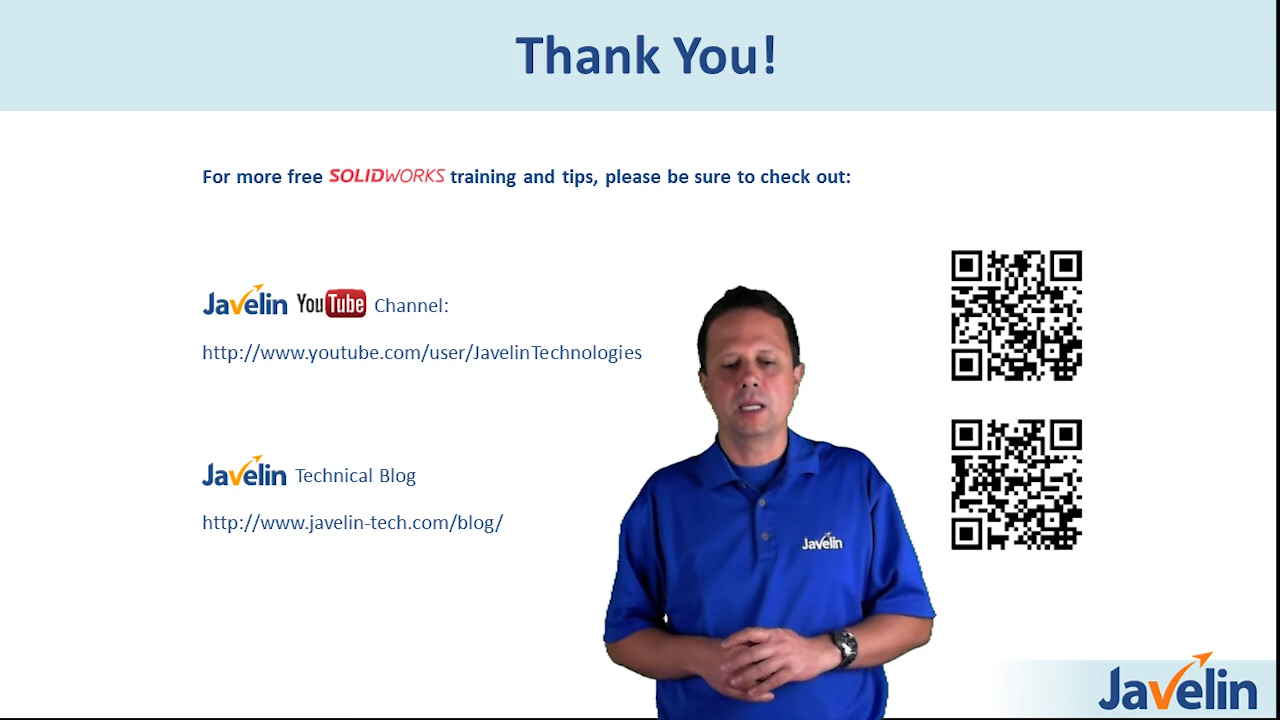 Thank You!
For more free SOLIDWORKS training and tips, please be sure to check out:
Javelin YouTube Channel:
http://www.youtube.com/user/JavelinTechnologies
Javelin Technical Blog
http://www.javelin-tech.com/blog/
Javelin
Javelin